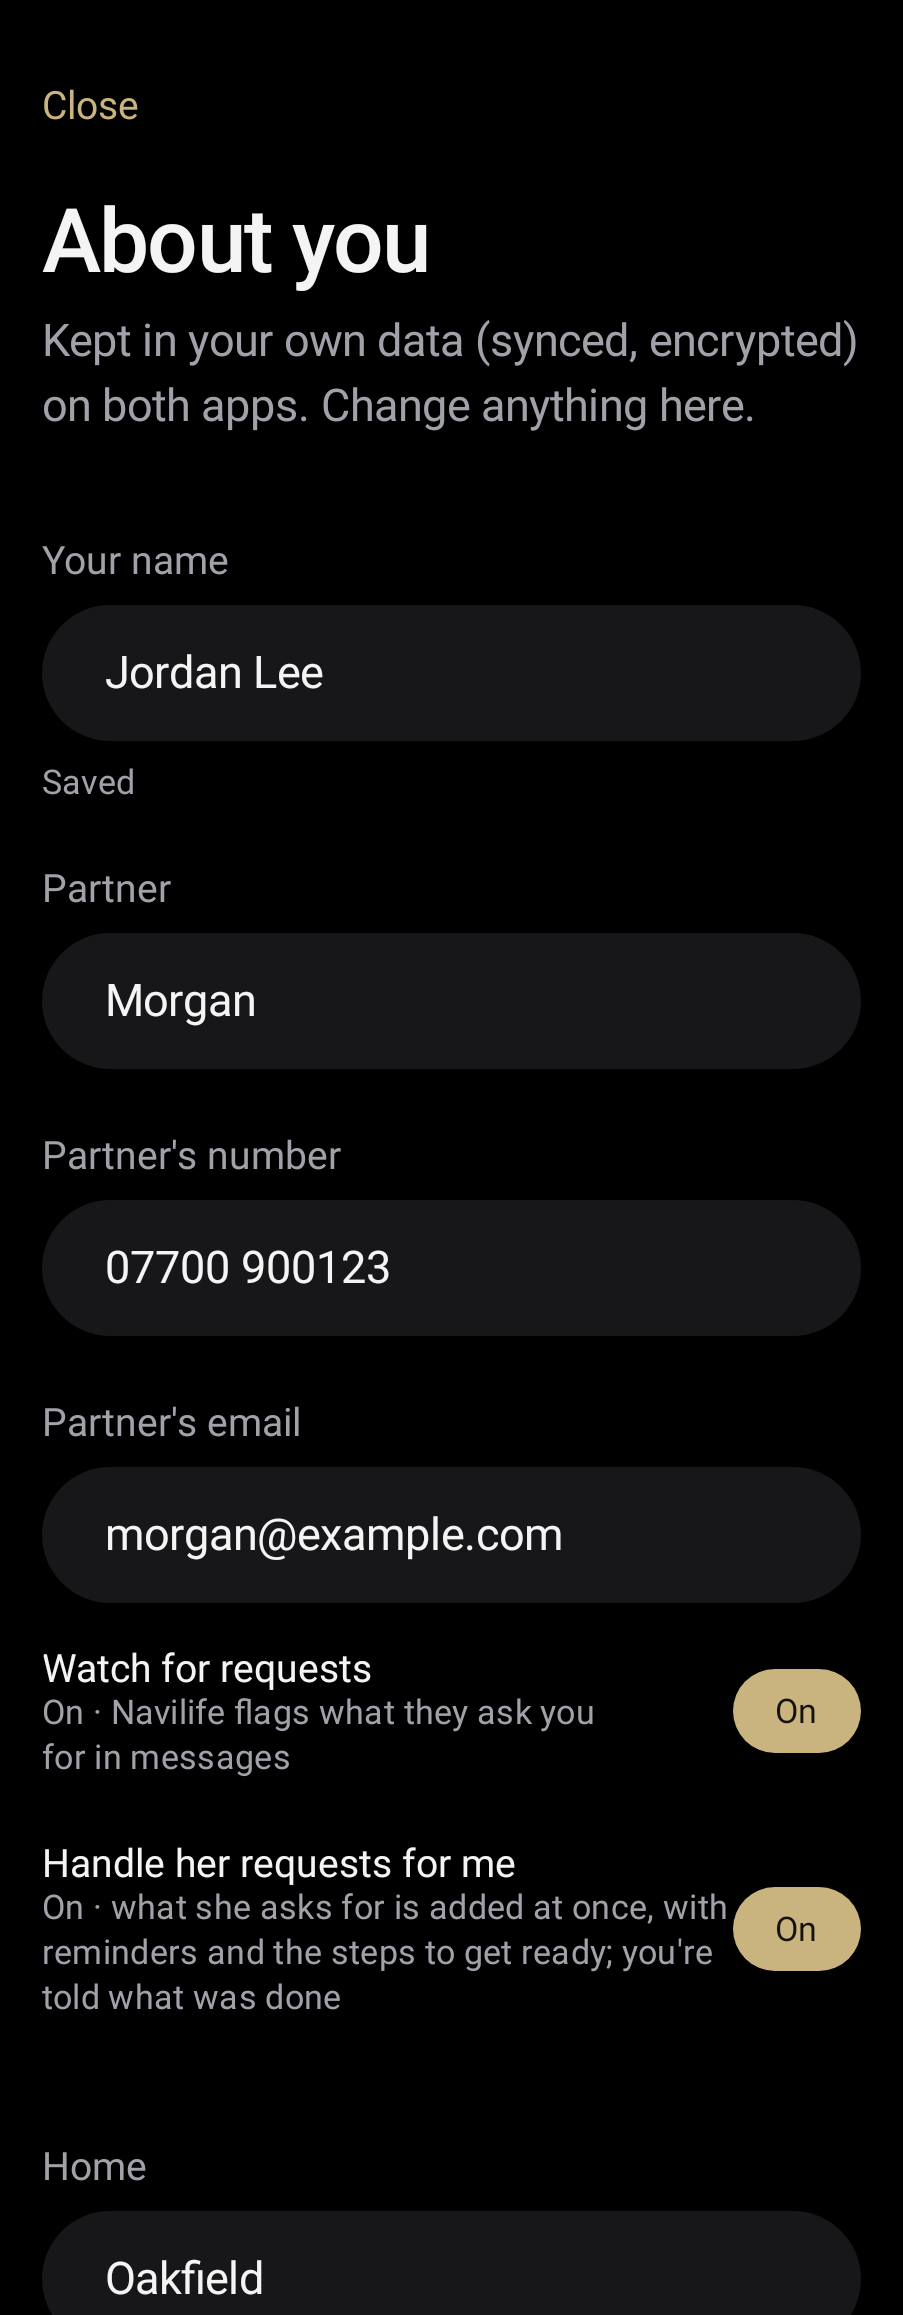 Close
About you
Kept in your own data (synced, encrypted)
on both apps. Change anything here.
Your name
Jordan Lee
Saved
Partner
Morgan
Partner's number
07700 900123
Partner's email
morgan@example.com
Watch for requests
On · Navilife flags what they ask you
for in messages
On
Handle her requests for me
On · what she asks for is added at once, with
reminders and the steps to get ready; you're
told what was done
On
Home
Oakfield